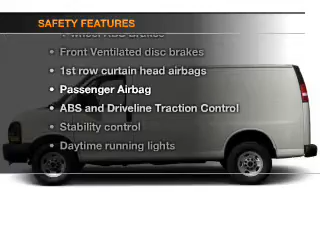 SAFETY FEATURES
• Front Ventilated disc brakes
• 1st row curtain head airbags
• Passenger Airbag
• ABS and Driveline Traction Control
• Stability control
• Daytime running lights